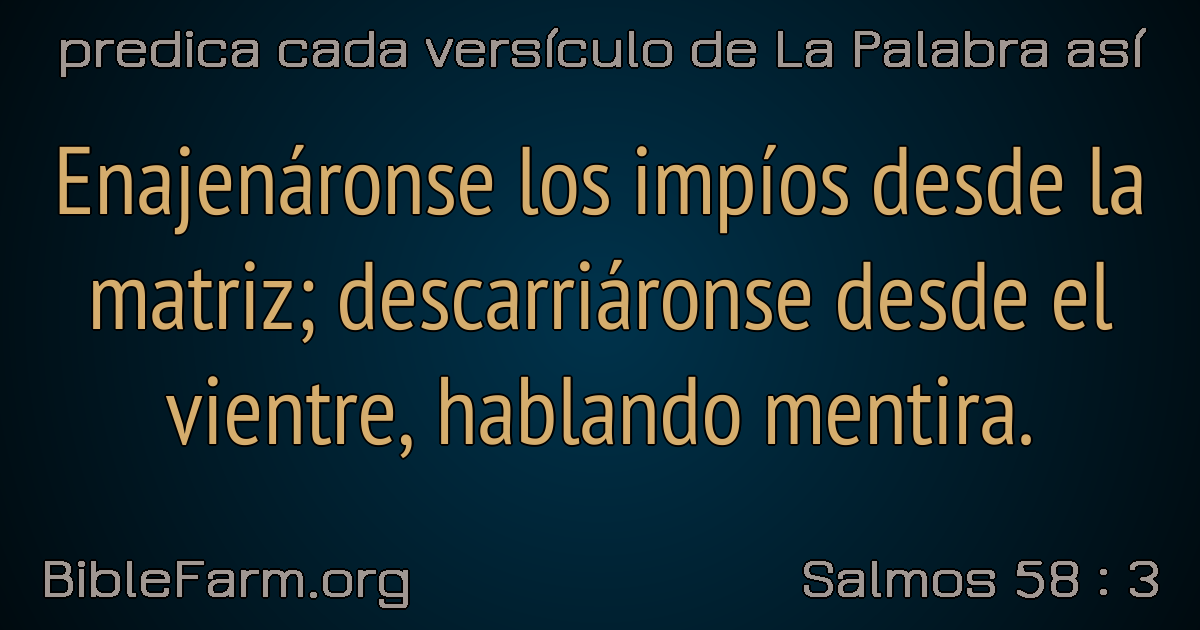 predica cada versículo de La Palabra así
Enajenáronse los impíos desde la
matriz; descarriáronse desde el
vientre, hablando mentira.
BibleFarm.org
Salmos 58 : 3